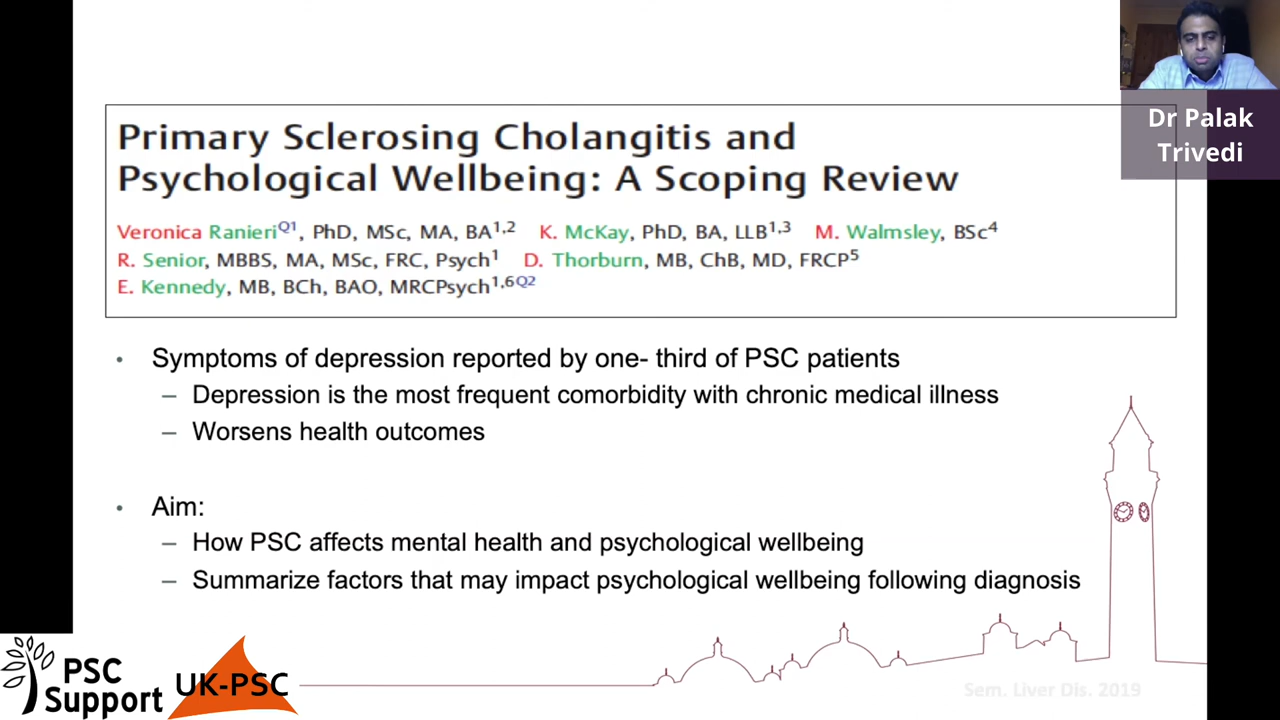 Dr Palak
Trivedi
Primary Sclerosing Cholangitis and
Psychological Wellbeing: A Scoping Review
Veronica RanieriQ1, PhD, MSc, MA, BA1,2 K. McKay, PhD, BA, LLB1,3 M. Walmsley, BSc4
R. Senior, MBBS, MA, MSc, FRC, Psych1 D. Thorburn, MB, ChB, MD, FRCP5
E. Kennedy, MB, BCh, BAO, MRCPsych1,6Q2
• Symptoms of depression reported by one- third of PSC patients
– Depression is the most frequent comorbidity with chronic medical illness
– Worsens health outcomes
• Aim:
– How PSC affects mental health and psychological wellbeing
– Summarize factors that may impact psychological wellbeing following diagnosis
PSC
Support
UK-PSC
Sem. Liver Dis. 2019